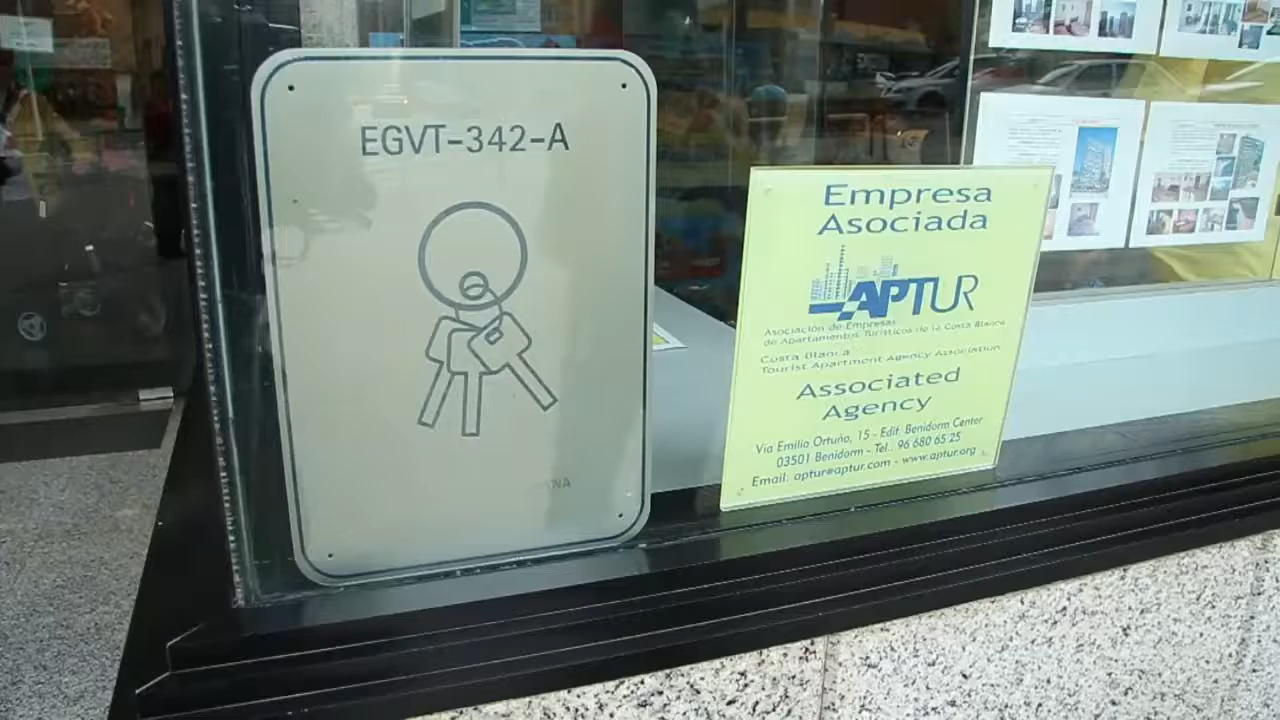 EGVT-342-A
ANA
Empresa
Asociada
APTUR
Asociación de Empresas
de Apartamentos Turísticos de la Costa Blanca
Costa Blanca
Tourist Apartment Agency Association
Associated
Agency
Via Emilio Ortuño, 15 - Edif. Benidorm Center
03501 Benidorm - Tel.: 96 680 65 25
Email: aptur@aptur.com - www.aptur.org